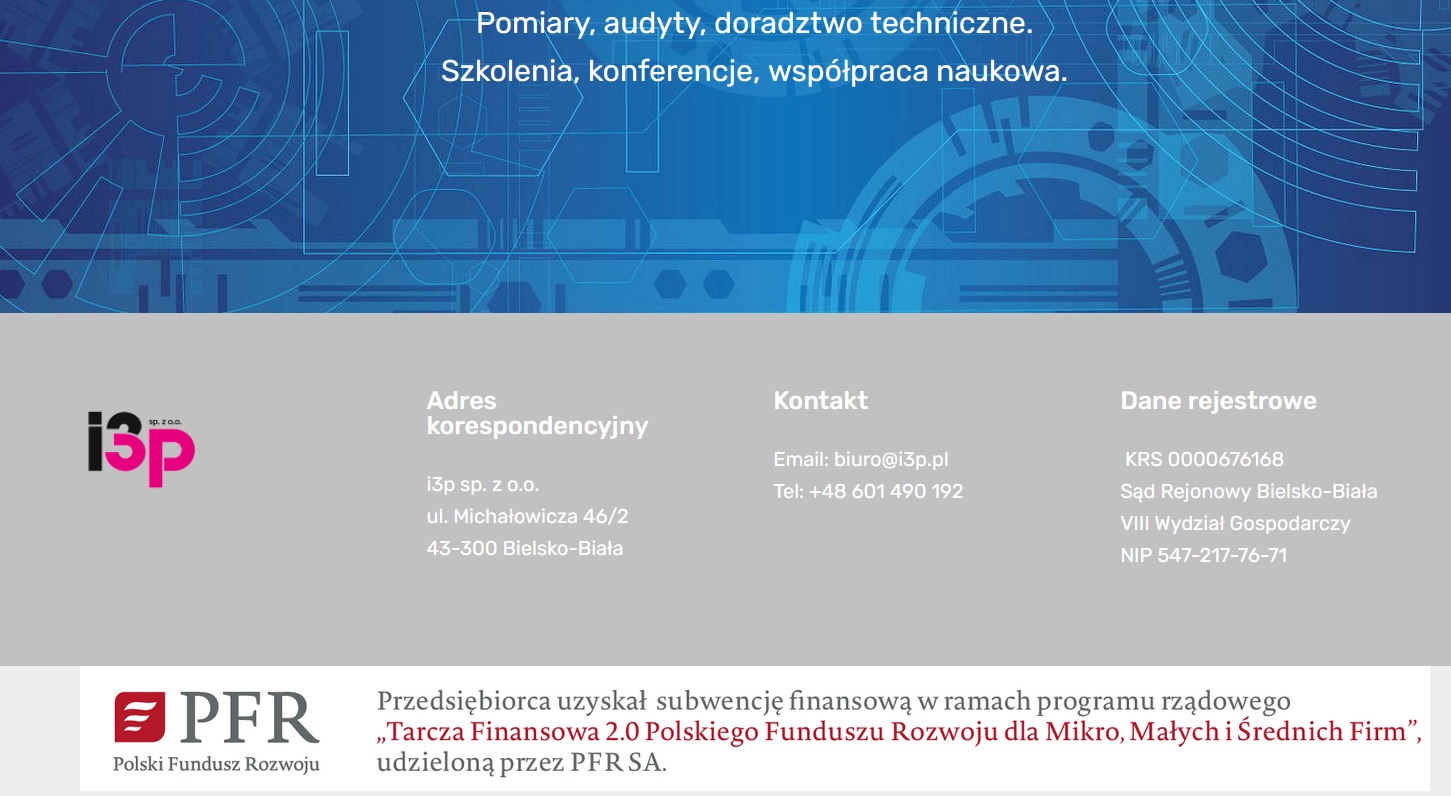 Pomiary, audyty, doradztwo techniczne.
Szkolenia, konferencje, współpraca naukowa.
i3p sp. z o.o.
Adres
korespondencyjny
i3p sp. z o.o.
ul. Michałowicza 46/2
43-300 Bielsko-Biała
Kontakt
Email: biuro@i3p.pl
Tel: +48 601 490 192
Dane rejestrowe
KRS 0000676168
Sąd Rejonowy Bielsko-Biała
VIII Wydział Gospodarczy
NIP 547-217-76-71
PFR
Polski Fundusz Rozwoju
Przedsiębiorca uzyskał subwencję finansową w ramach programu rządowego
„Tarcza Finansowa 2.0 Polskiego Funduszu Rozwoju dla Mikro, Małych i Średnich Firm”,
udzieloną przez PFR SA.